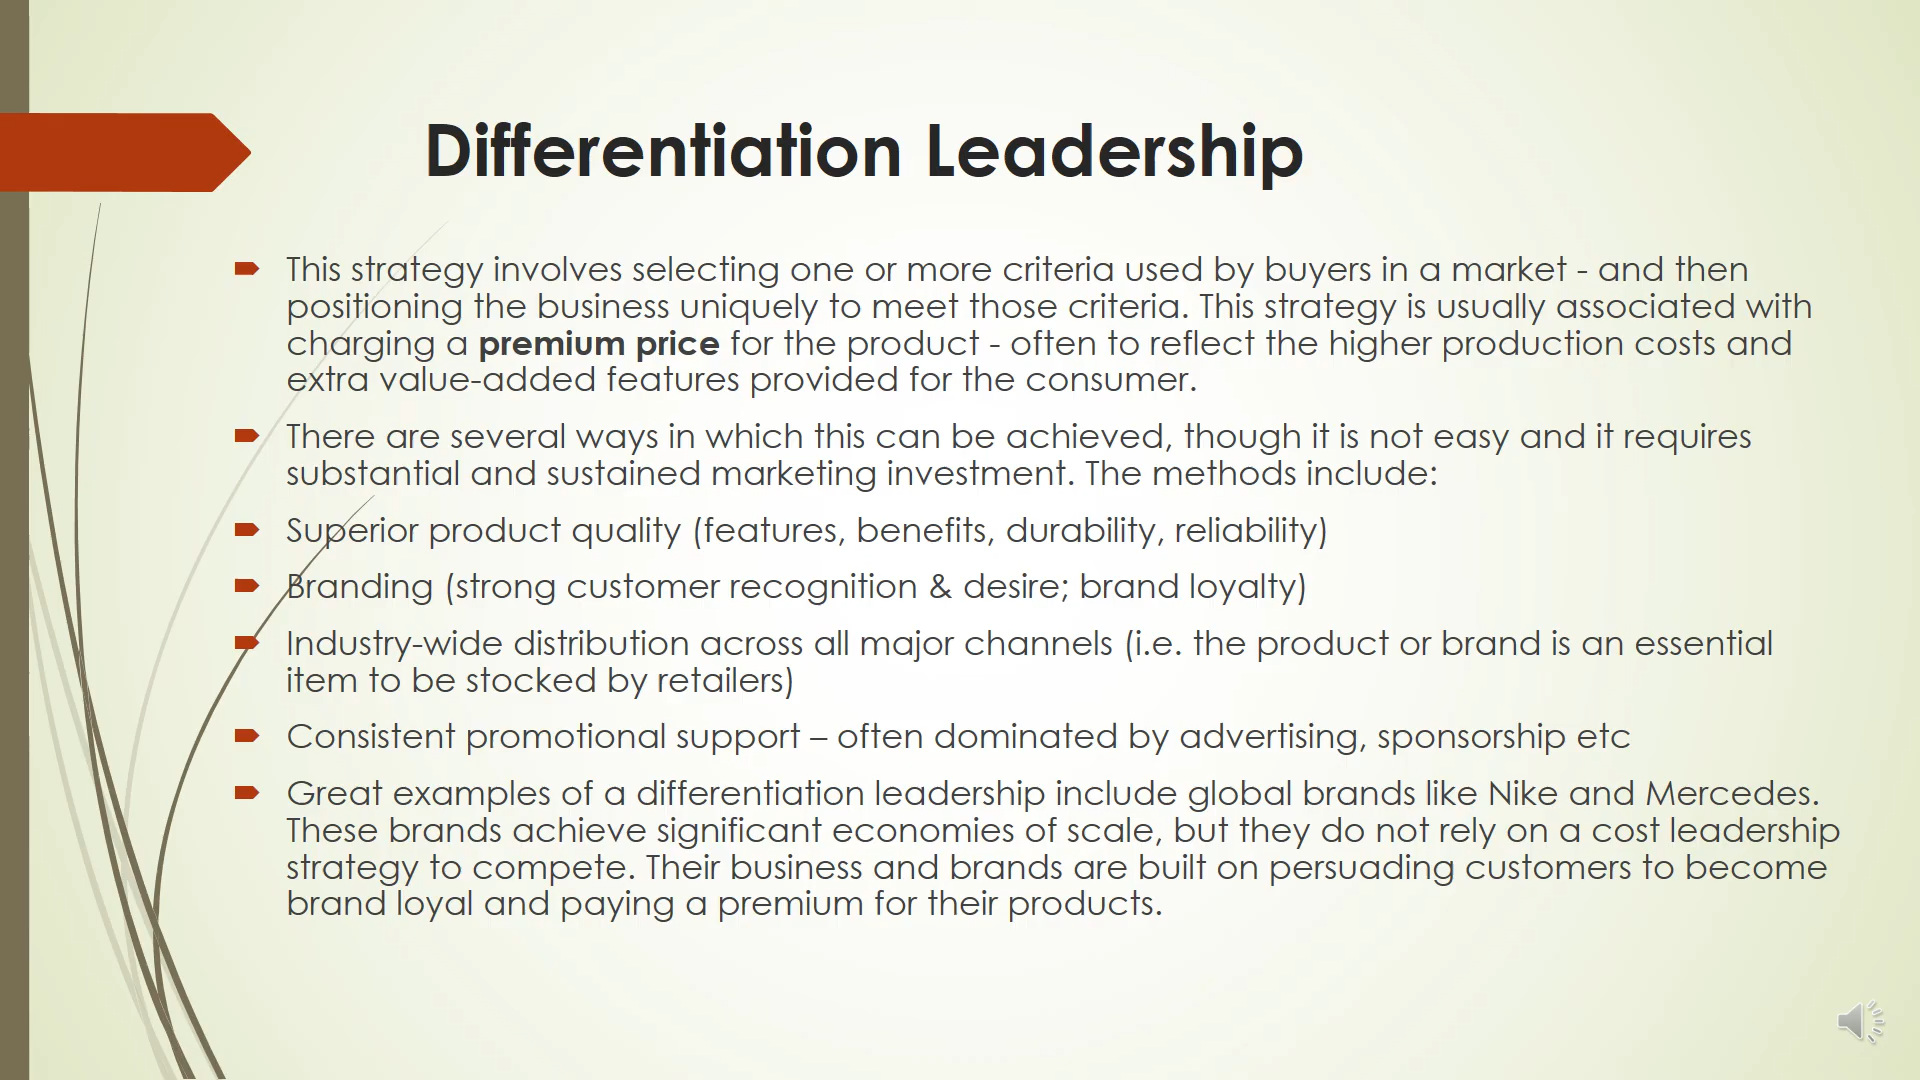 Differentiation Leadership
This strategy involves selecting one or more criteria used by buyers in a market - and then
positioning the business uniquely to meet those criteria. This strategy is usually associated with
charging a premium price for the product - often to reflect the higher production costs and
extra value-added features provided for the consumer.
There are several ways in which this can be achieved, though it is not easy and it requires
substantial and sustained marketing investment. The methods include:
Superior product quality (features, benefits, durability, reliability)
Branding (strong customer recognition & desire; brand loyalty)
Industry-wide distribution across all major channels (i.e. the product or brand is an essential
item to be stocked by retailers)
Consistent promotional support – often dominated by advertising, sponsorship etc
Great examples of a differentiation leadership include global brands like Nike and Mercedes.
These brands achieve significant economies of scale, but they do not rely on a cost leadership
strategy to compete. Their business and brands are built on persuading customers to become
brand loyal and paying a premium for their products.